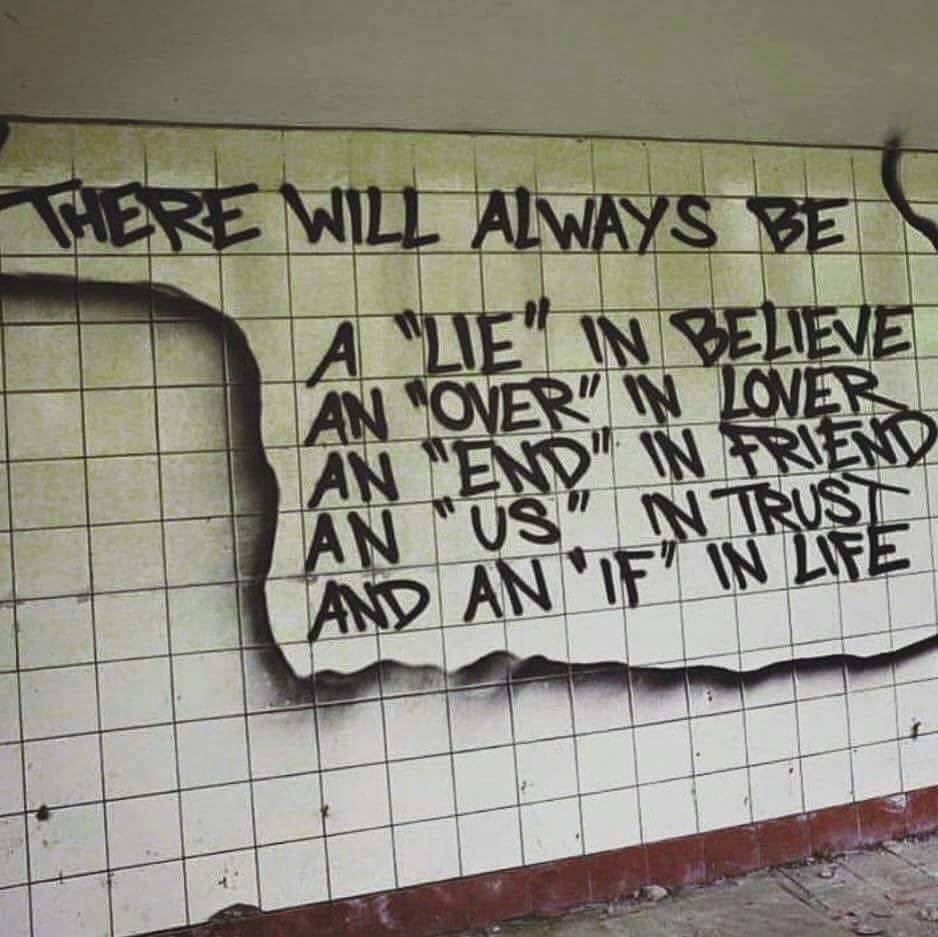 THERE WILL ALWAYS BE
A "LIE" IN BELIEVE
AN "OVER" IN LOVER
AN "END" IN FRIEND
AN "US" IN TRUST
AND AN "IF" IN LIFE